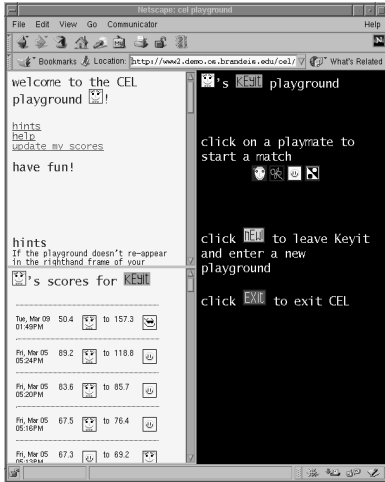 Netscape: cel playground
File Edit View Go Communicator Help
Bookmarks Location: http://www2.demo.cs.brandeis.edu/cel/ What's Related
welcome to the CEL
playground !
hints
help
update my scores
have fun!
hints
If the playground doesn't re-appear
in the righthand frame of your
's scores for KEYIT
Tue, Mar 09 50.4 to 157.3
01:49PM
Fri, Mar 05 89.2 to 118.8
05:24PM
Fri, Mar 05 83.6 to 85.7
05:20PM
Fri, Mar 05 67.5 to 76.4
05:16PM
Fri, Mar 05 67.3 to 69.2
05:13PM
's KEYIT playground
click on a playmate to
start a match
click NEW to leave Keyit
and enter a new
playground
click EXIT to exit CEL